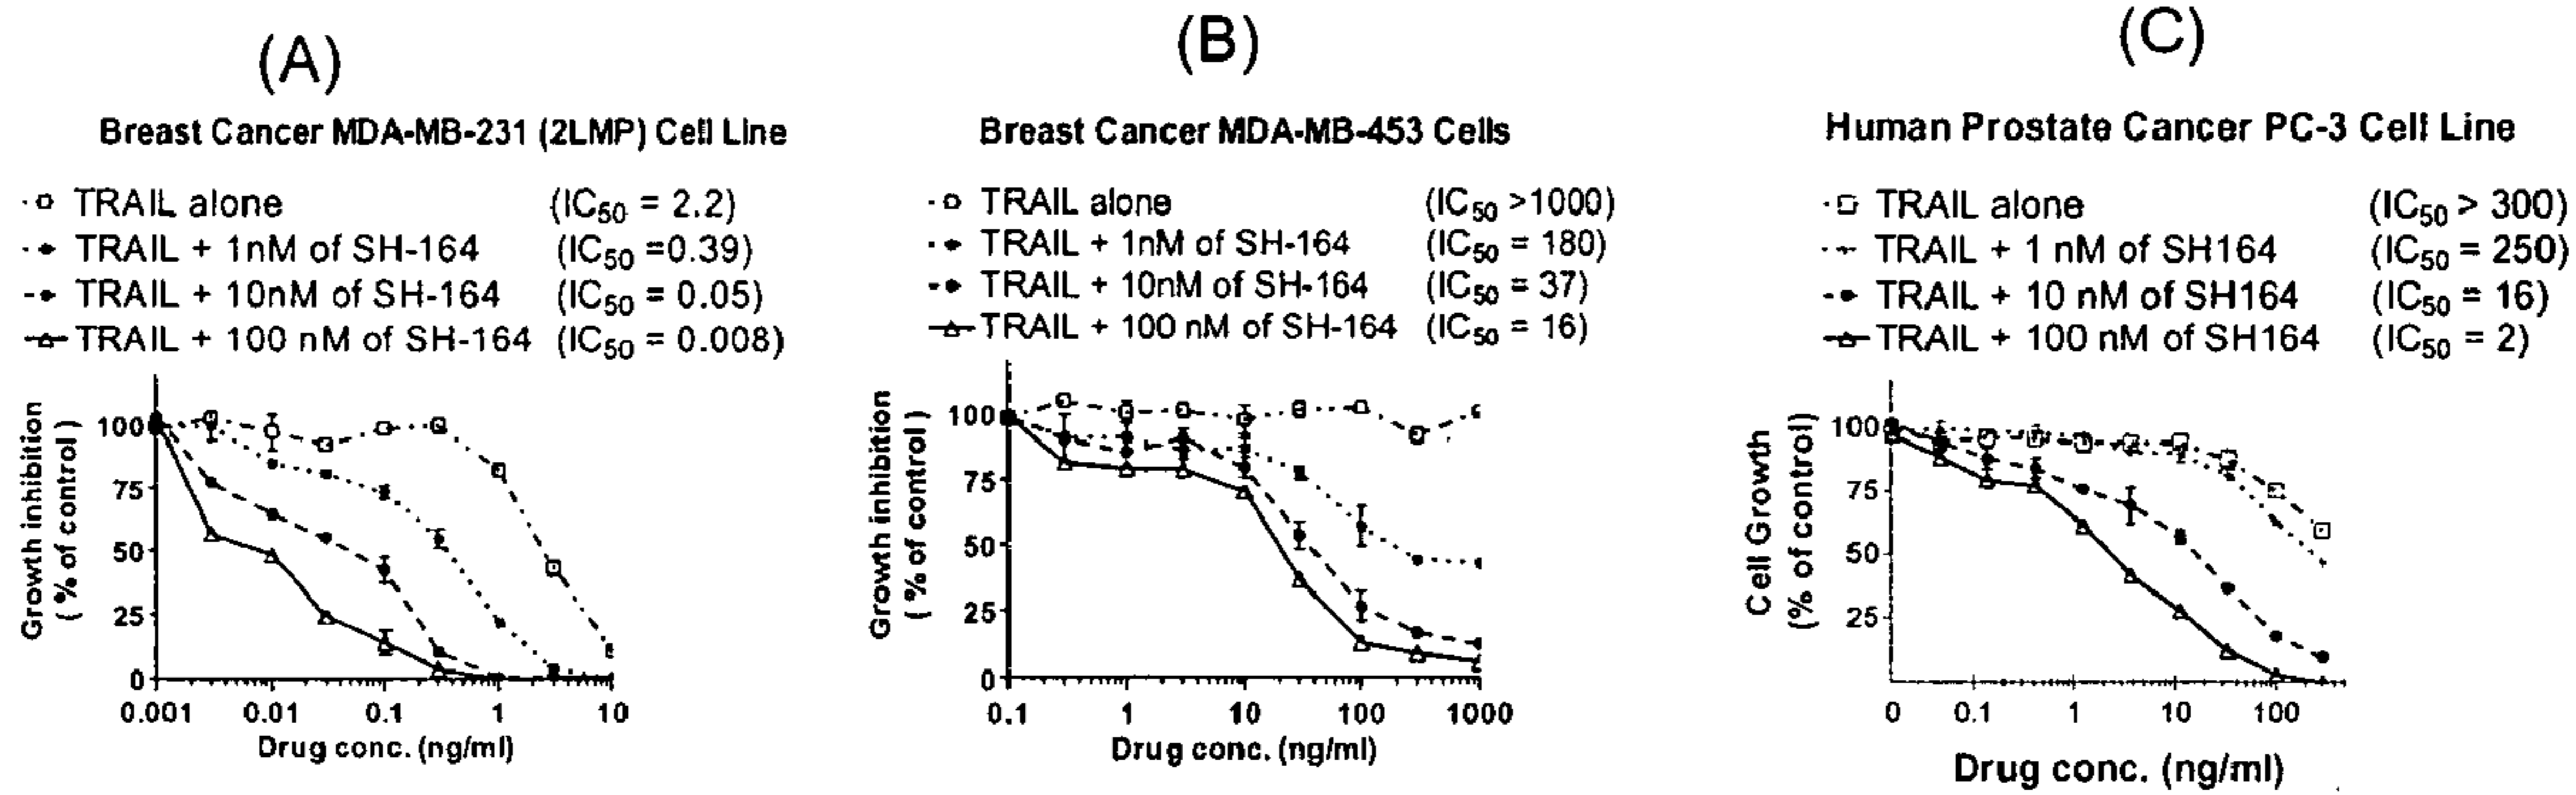 (A)
Breast Cancer MDA-MB-231 (2LMP) Cell Line
TRAIL alone (IC50 = 2.2)
TRAIL + 1nM of SH-164 (IC50 =0.39)
TRAIL + 10nM of SH-164 (IC50 = 0.05)
TRAIL + 100 nM of SH-164 (IC50 = 0.008)
Growth inhibition
( % of control )
100
75
50
25
0
0.001 0.01 0.1 1 10
Drug conc. (ng/ml)
(B)
Breast Cancer MDA-MB-453 Cells
TRAIL alone (IC50 >1000)
TRAIL + 1nM of SH-164 (IC50 = 180)
TRAIL + 10nM of SH-164 (IC50 = 37)
TRAIL + 100 nM of SH-164 (IC50 = 16)
Growth inhibition
( % of control )
100
75
50
25
0
0.1 1 10 100 1000
Drug conc. (ng/ml)
(C)
Human Prostate Cancer PC-3 Cell Line
TRAIL alone (IC50 > 300)
TRAIL + 1 nM of SH164 (IC50 = 250)
TRAIL + 10 nM of SH164 (IC50 = 16)
TRAIL + 100 nM of SH164 (IC50 = 2)
Cell Growth
(% of control)
100
75
50
25
0 0.1 1 10 100
Drug conc. (ng/ml)